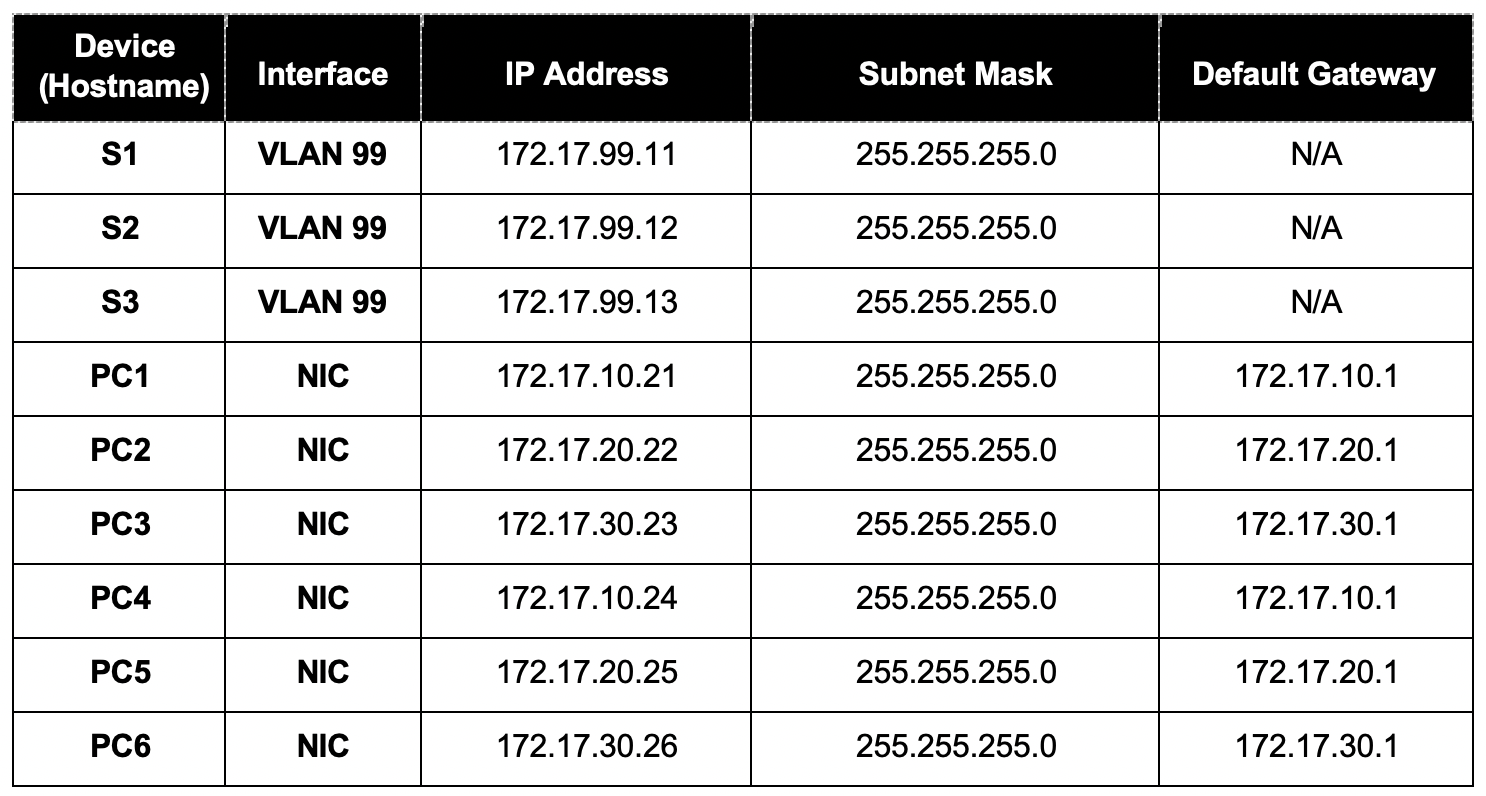 Device (Hostname) Interface IP Address Subnet Mask Default Gateway
S1 VLAN 99 172.17.99.11 255.255.255.0 N/A
S2 VLAN 99 172.17.99.12 255.255.255.0 N/A
S3 VLAN 99 172.17.99.13 255.255.255.0 N/A
PC1 NIC 172.17.10.21 255.255.255.0 172.17.10.1
PC2 NIC 172.17.20.22 255.255.255.0 172.17.20.1
PC3 NIC 172.17.30.23 255.255.255.0 172.17.30.1
PC4 NIC 172.17.10.24 255.255.255.0 172.17.10.1
PC5 NIC 172.17.20.25 255.255.255.0 172.17.20.1
PC6 NIC 172.17.30.26 255.255.255.0 172.17.30.1